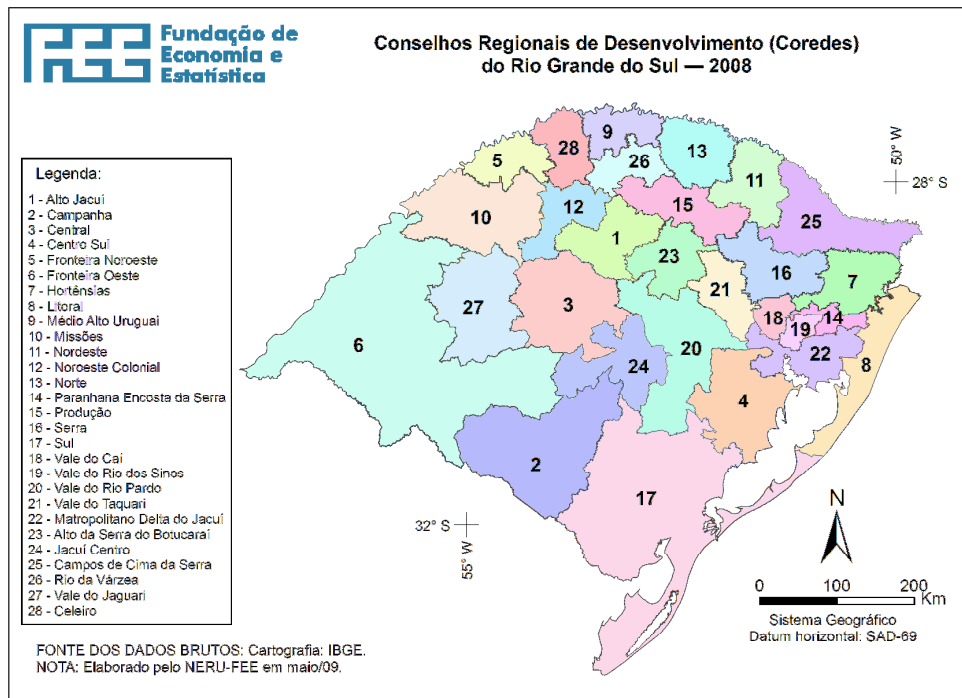 Fundação de
Economia e
Estatística
Conselhos Regionais de Desenvolvimento (Coredes)
do Rio Grande do Sul — 2008
50° W
28° S
Legenda:
1 - Alto Jacuí
2 - Campanha
3 - Central
4 - Centro Sul
5 - Fronteira Noroeste
6 - Fronteira Oeste
7 - Hortênsias
8 - Litoral
9 - Médio Alto Uruguai
10 - Missões
11 - Nordeste
12 - Noroeste Colonial
13 - Norte
14 - Paranhana Encosta da Serra
15 - Produção
16 - Serra
17 - Sul
18 - Vale do Caí
19 - Vale do Rio dos Sinos
20 - Vale do Rio Pardo
21 - Vale do Taquari
22 - Matropolitano Delta do Jacuí
23 - Alto da Serra do Botucaraí
24 - Jacuí Centro
25 - Campos de Cima da Serra
26 - Rio da Várzea
27 - Vale do Jaguari
28 - Celeiro
9
28
13
5
26
11
15
12
10
25
1
23
16
7
21
27
3
18
14
19
6
20
22
8
24
4
2
17
32° S
55° W
N
0 100 200
Km
Sistema Geográfico
Datum horizontal: SAD-69
FONTE DOS DADOS BRUTOS: Cartografia: IBGE.
NOTA: Elaborado pelo NERU-FEE em maio/09.